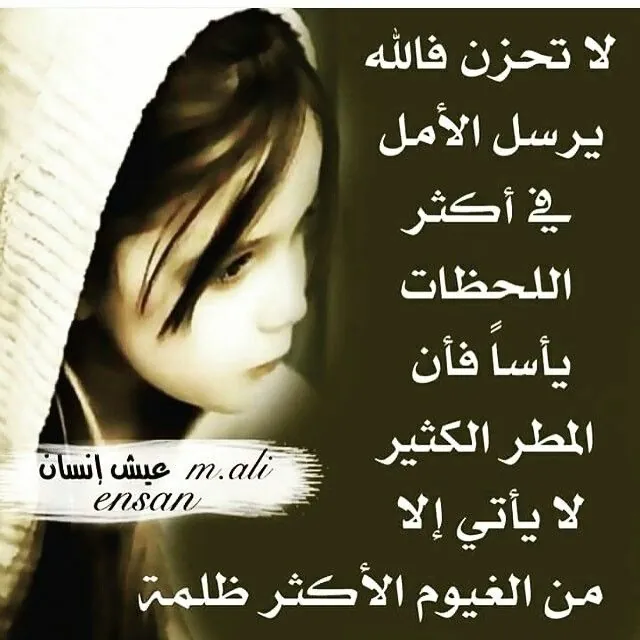 لا تحزن فالله
يرسل الأمل
في أكثر
اللحظات
يأساً فأن
المطر الكثير
لا يأتي إلا
من الغيوم الأكثر ظلمة
عيش إنسان m.ali
ensan